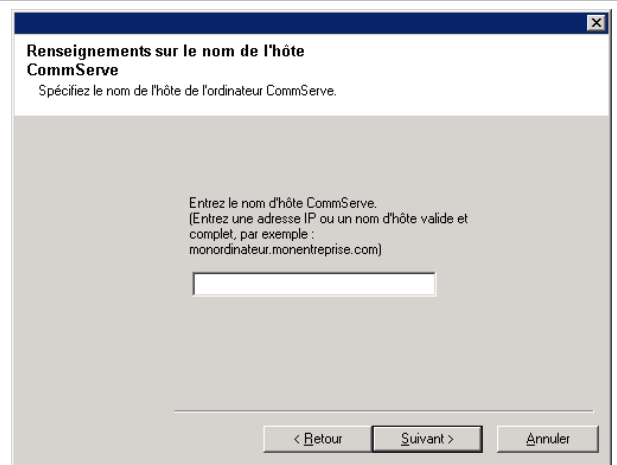 Renseignements sur le nom de l'hôte
CommServe
Spécifiez le nom de l'hôte de l'ordinateur CommServe.
Entrez le nom d'hôte CommServe.
(Entrez une adresse IP ou un nom d'hôte valide et
complet, par exemple :
monordinateur.monentreprise.com)
< Retour
Suivant >
Annuler